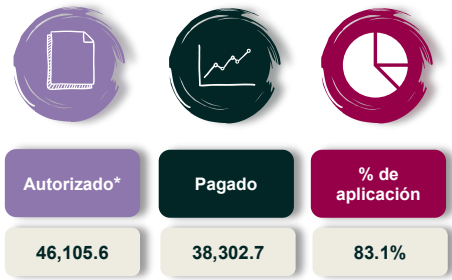 Autorizado*
Pagado
% de
aplicación
46,105.6
38,302.7
83.1%